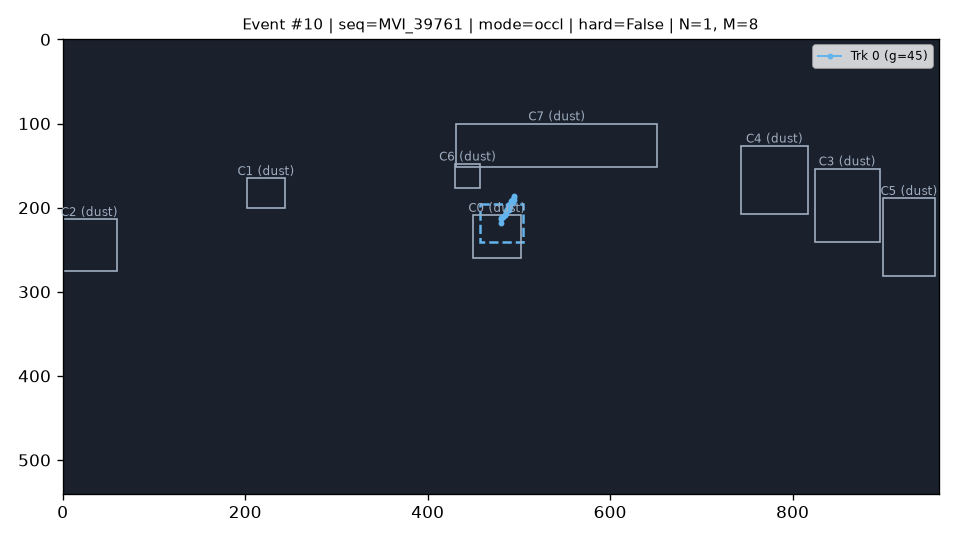 Event #10 | seq=MVI_39761 | mode=occl | hard=False | N=1, M=8
0
Trk 0 (g=45)
100
C7 (dust)
C4 (dust)
C6 (dust)
C3 (dust)
C1 (dust)
C5 (dust)
200
C2 (dust)
C0 (dust)
300
400
500
0
200
400
600
800